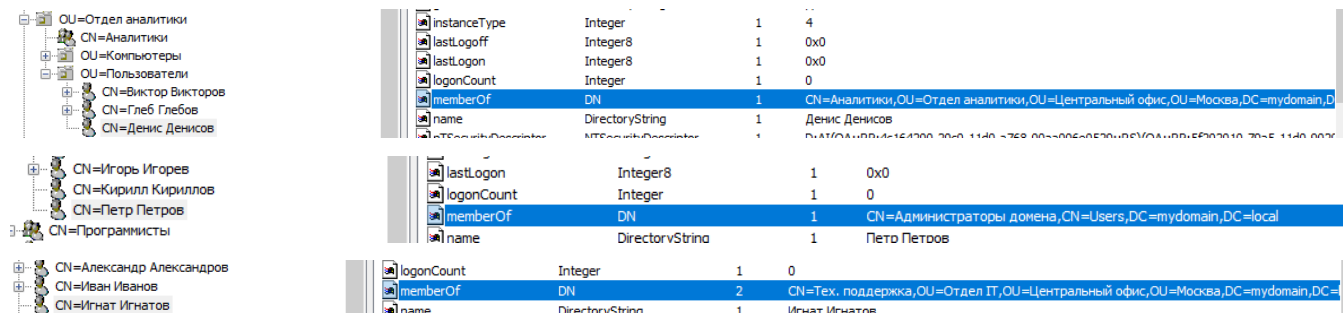 OU=Отдел аналитики
CN=Аналитики
OU=Компьютеры
OU=Пользователи
CN=Виктор Викторов
CN=Глеб Глебов
CN=Денис Денисов
instanceType Integer 1 4
lastLogoff Integer8 1 0x0
lastLogon Integer8 1 0x0
logonCount Integer 1 0
memberOf DN 1 CN=Аналитики,OU=Отдел аналитики,OU=Центральный офис,OU=Москва,DC=mydomain,D
name DirectoryString 1 Денис Денисов
nTSecurityDescriptor NTSecurityDescriptor 1
CN=Игорь Игорев
CN=Кирилл Кириллов
CN=Петр Петров
CN=Программисты
lastLogon Integer8 1 0x0
logonCount Integer 1 0
memberOf DN 1 CN=Администраторы домена,CN=Users,DC=mydomain,DC=local
name DirectoryString 1 Петр Петров
CN=Александр Александров
CN=Иван Иванов
CN=Игнат Игнатов
logonCount Integer 1 0
memberOf DN 2 CN=Тех. поддержка,OU=Отдел IT,OU=Центральный офис,OU=Москва,DC=mydomain,DC=
name DirectoryString 1 Игнат Игнатов